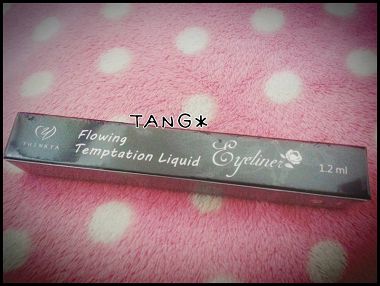 TANG*
Flowing
Temptation Liquid Eyeliner
1.2 ml